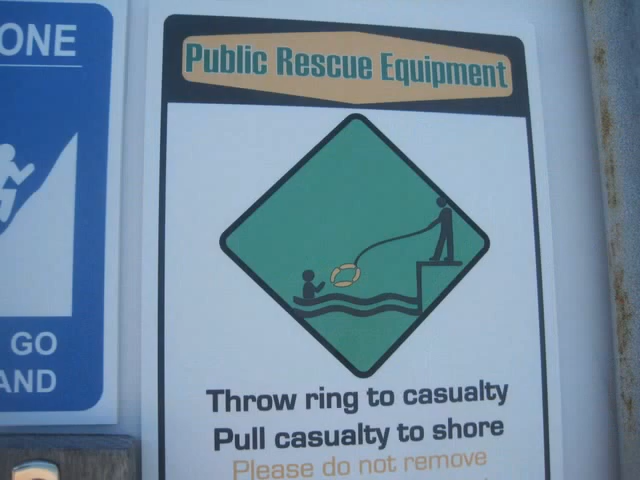 ONE
GO
AND
Public Rescue Equipment
Throw ring to casualty
Pull casualty to shore
Please do not remove